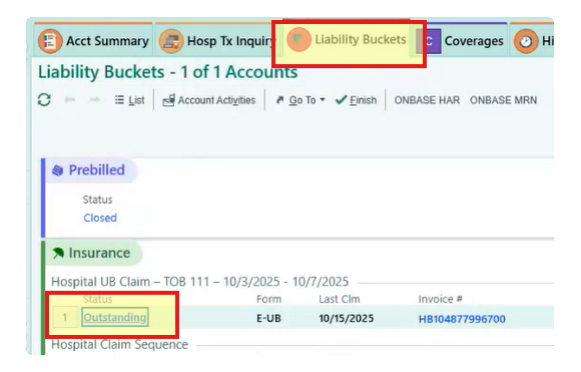 Acct Summary Hosp Tx Inquiry Liability Buckets C Coverages Hi
Liability Buckets - 1 of 1 Accounts
List Account Activities Go To Finish ONBASE HAR ONBASE MRN
Prebilled
Status
Closed
Insurance
Hospital UB Claim – TOB 111 – 10/3/2025 - 10/7/2025
Status Form Last Clm Invoice #
1 Outstanding E-UB 10/15/2025 HB104877996700
Hospital Claim Sequence